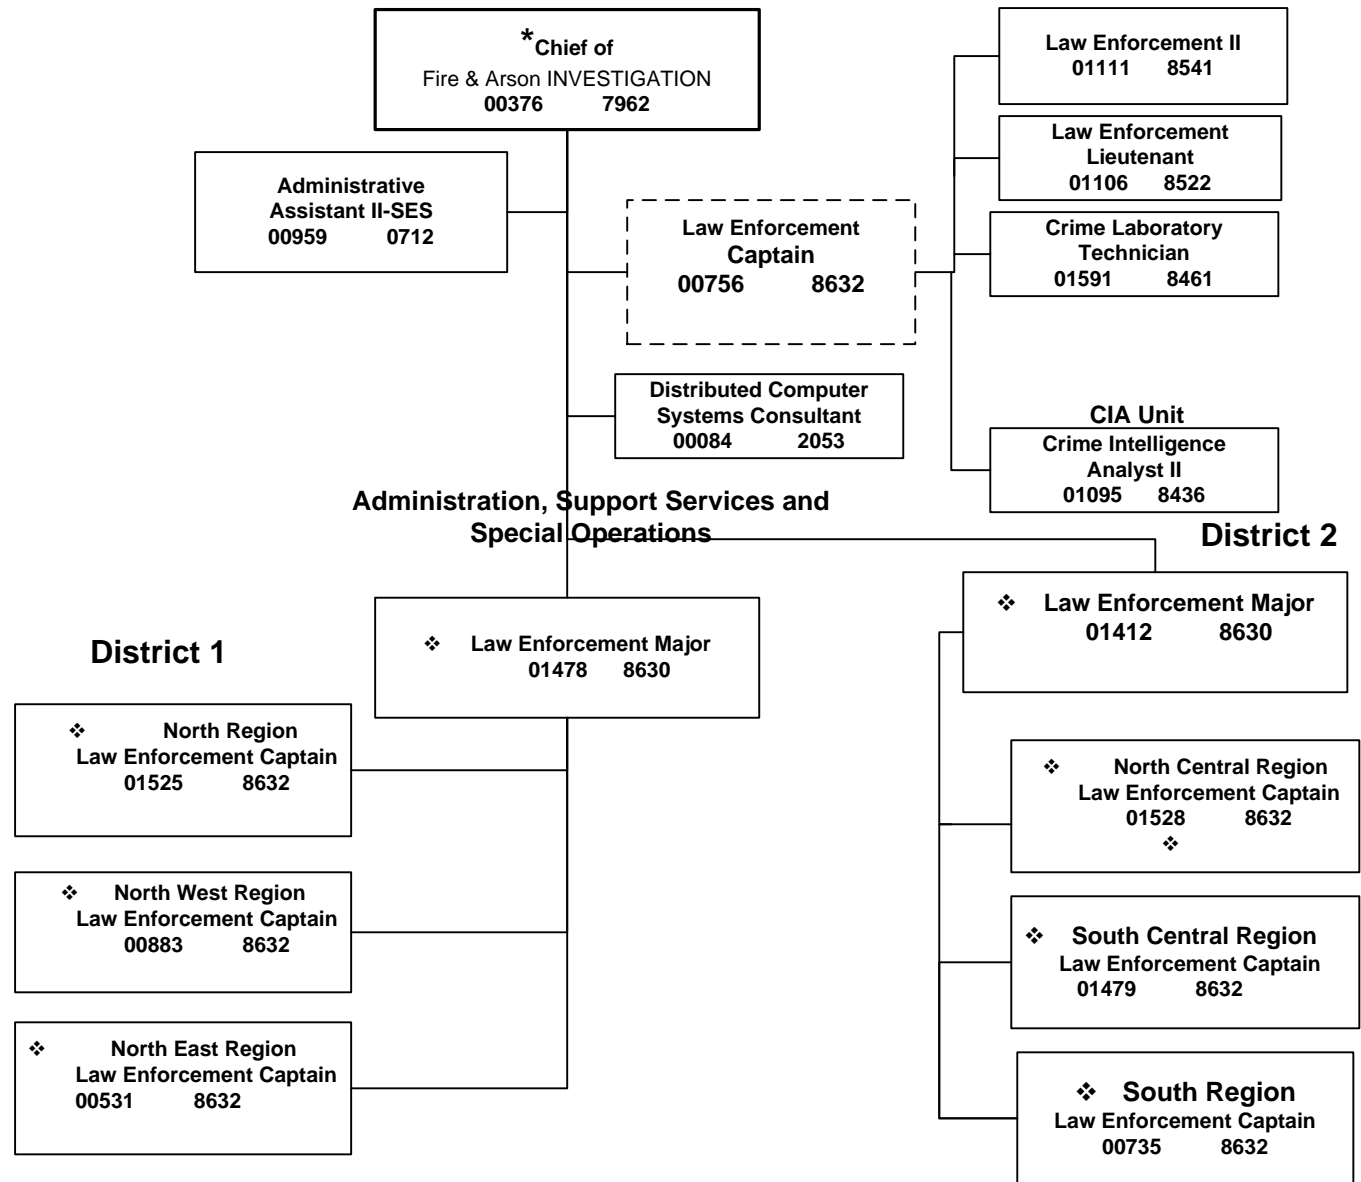 *Chief of
Fire & Arson INVESTIGATION
00376 7962
Law Enforcement II
01111 8541
Law Enforcement
Lieutenant
01106 8522
Administrative
Assistant II-SES
00959 0712
Law Enforcement
Captain
00756 8632
Crime Laboratory
Technician
01591 8461
Distributed Computer
Systems Consultant
00084 2053
CIA Unit
Crime Intelligence
Analyst II
01095 8436
Administration, Support Services and
Special Operations
District 2
❖ Law Enforcement Major
01412 8630
District 1
❖ Law Enforcement Major
01478 8630
❖ North Region
Law Enforcement Captain
01525 8632
❖ North West Region
Law Enforcement Captain
00883 8632
❖ North East Region
Law Enforcement Captain
00531 8632
❖ North Central Region
Law Enforcement Captain
01528 8632
❖
❖ South Central Region
Law Enforcement Captain
01479 8632
❖ South Region
Law Enforcement Captain
00735 8632